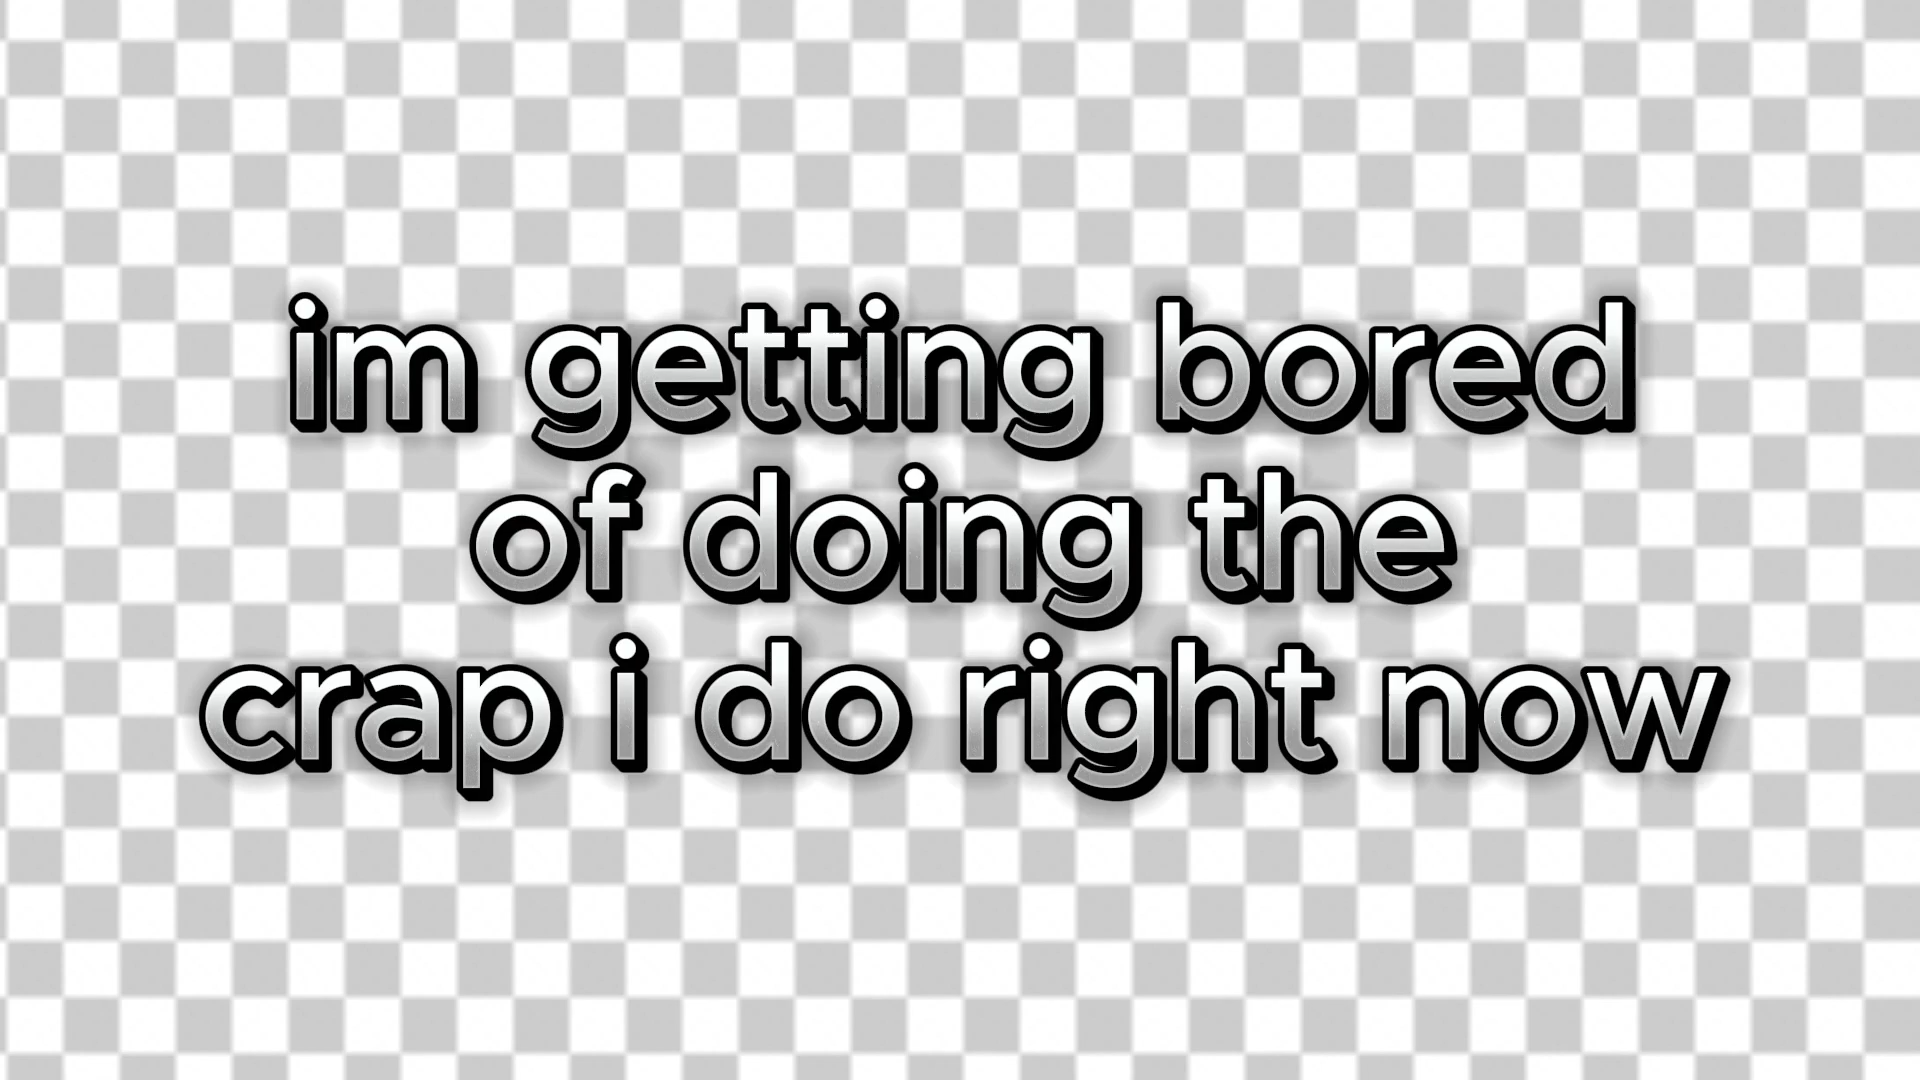 im getting bored
of doing the
crap i do right now